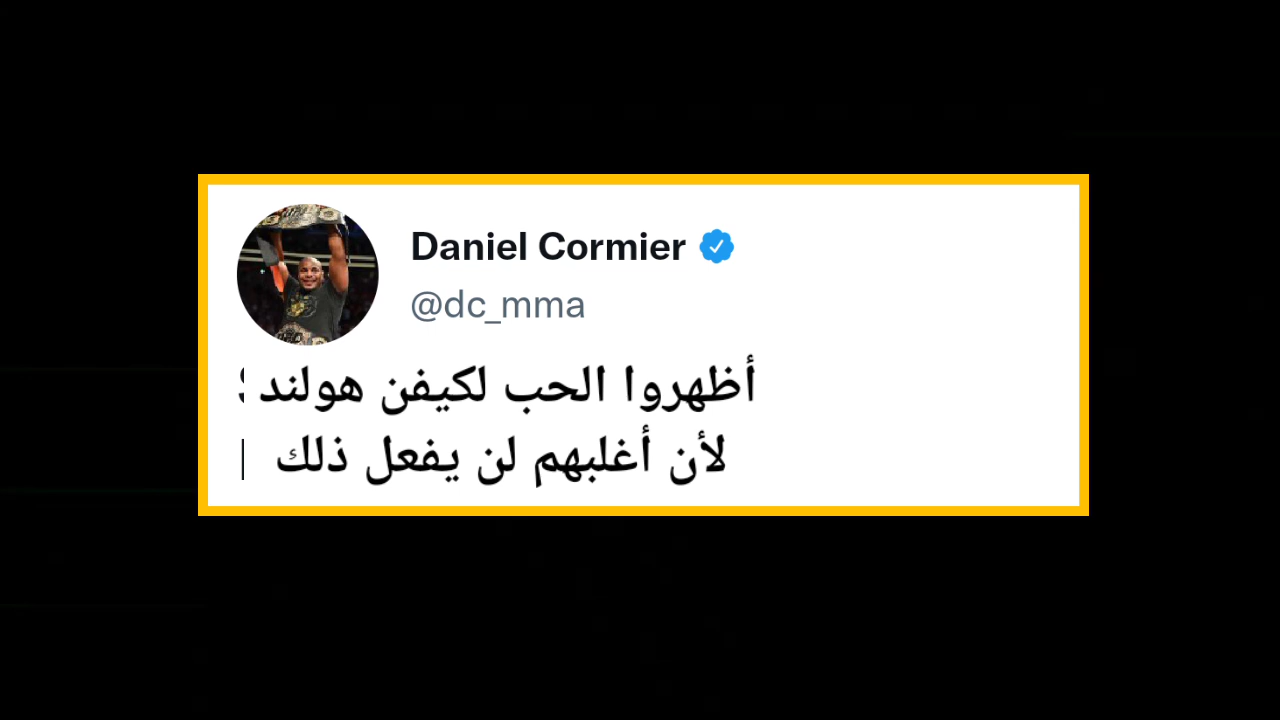 Daniel Cormier
@dc_mma
أظهروا الحب لكيفن هولند
لأن أغلبهم لن يفعل ذلك